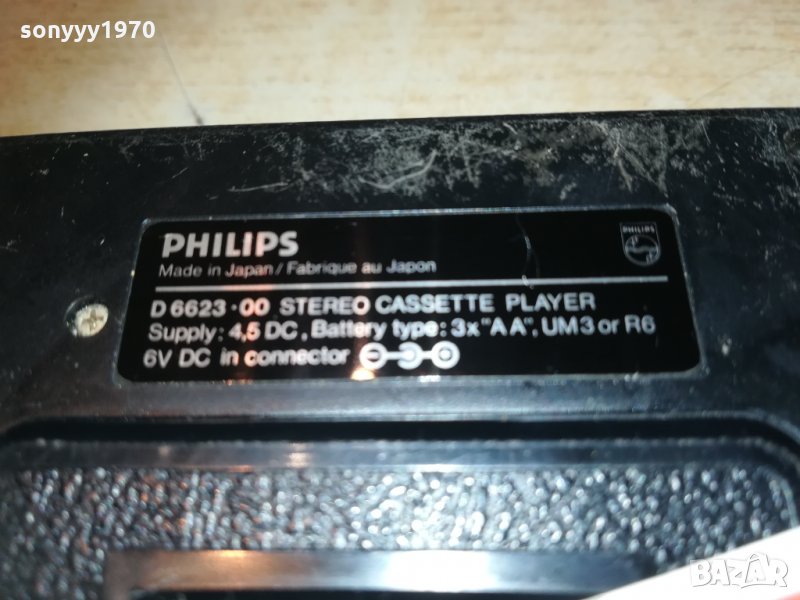 sonyyy1970
PHILIPS
PHILIPS
Made in Japan / Fabrique au Japon
D 6623·00 STEREO CASSETTE PLAYER
Supply: 4,5 DC, Battery type: 3x "AA", UM3 or R6
6V DC in connector
BAZAR